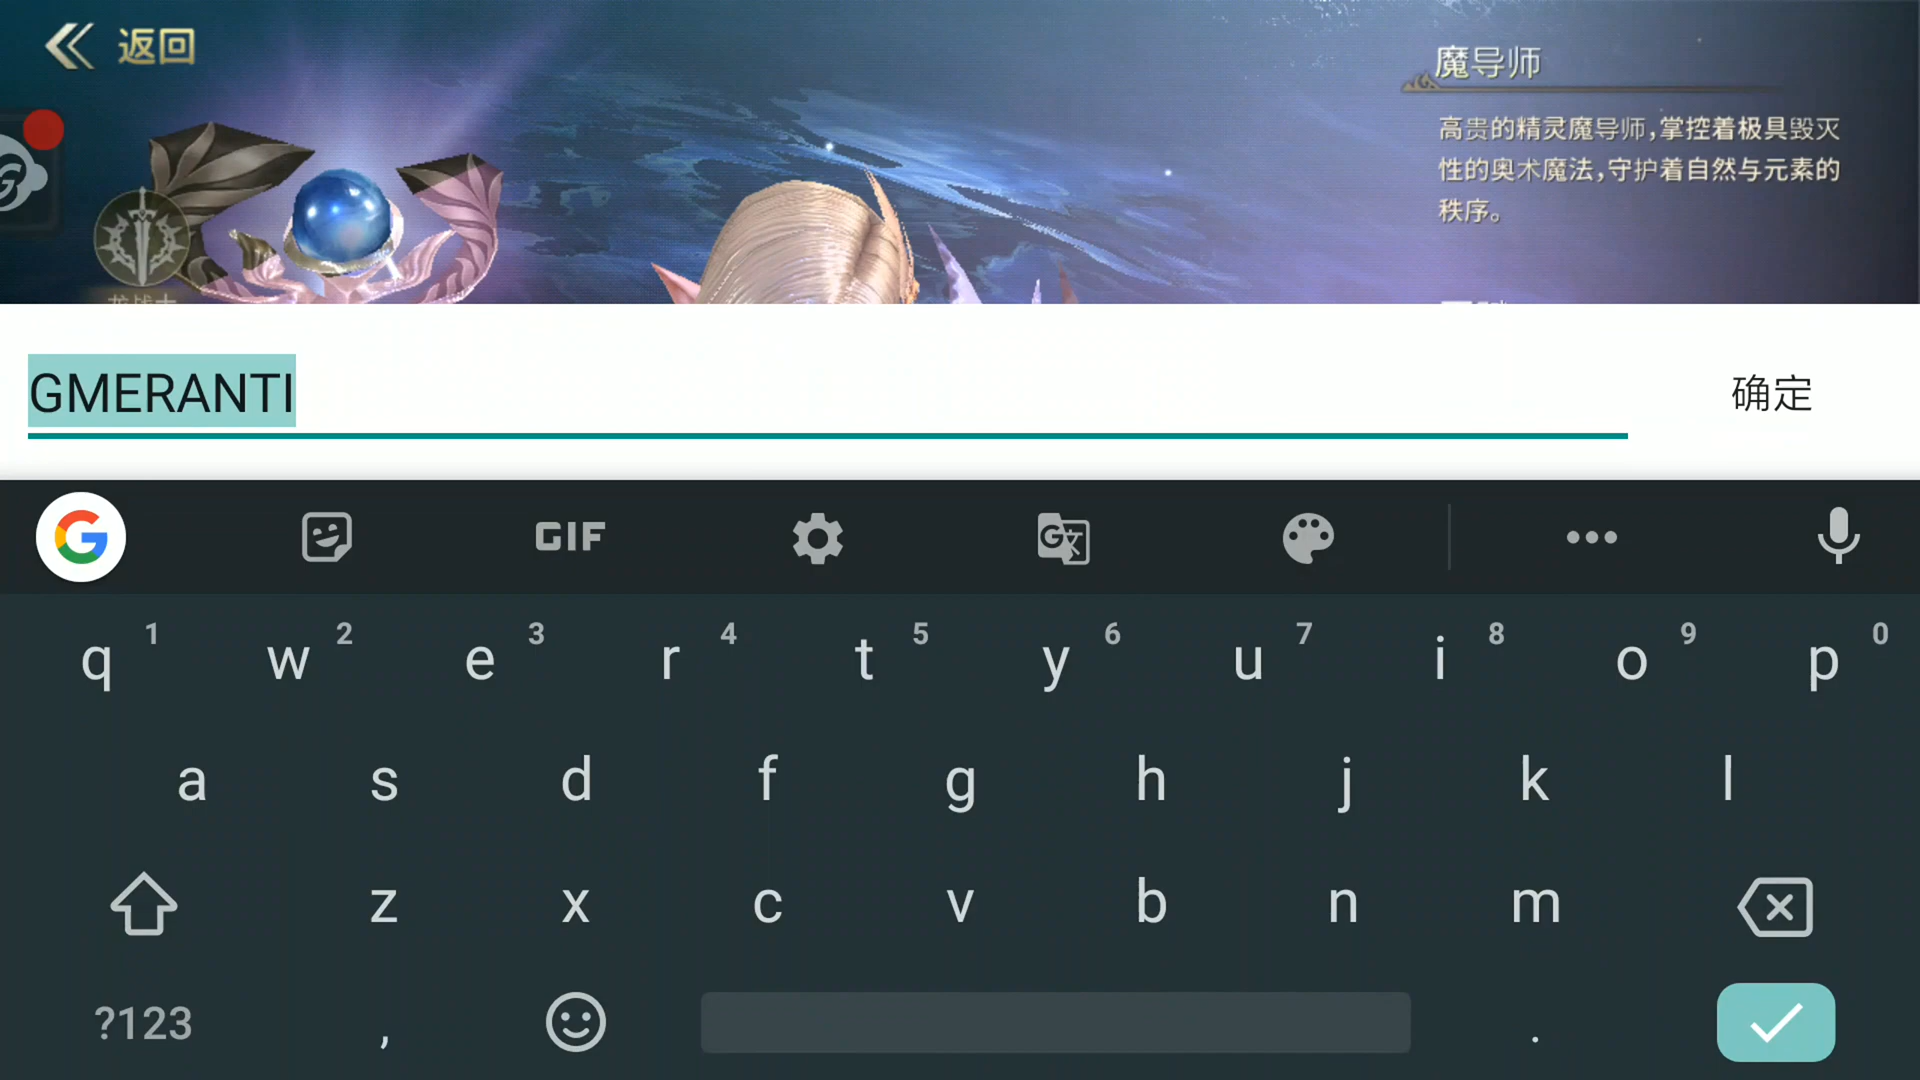 返回
魔导师
高贵的精灵魔导师,掌控着极具毁灭
性的奥术魔法,守护着自然与元素的
秩序。
GMERANTI
确定
GIF
q 1 w 2 e 3 r 4 t 5 y 6 u 7 i 8 o 9 p 0
a s d f g h j k l
z x c v b n m
?123 , .